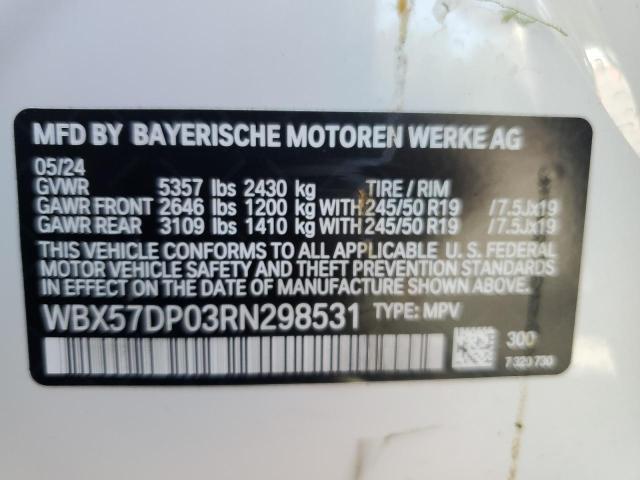 MFD BY BAYERISCHE MOTOREN WERKE AG
05/24
GVWR 5357 lbs 2430 kg TIRE / RIM
GAWR FRONT 2646 lbs 1200 kg WITH 245/50 R19 /7.5Jx19
GAWR REAR 3109 lbs 1410 kg WITH 245/50 R19 /7.5Jx19
THIS VEHICLE CONFORMS TO ALL APPLICABLE U. S. FEDERAL
MOTOR VEHICLE SAFETY AND THEFT PREVENTION STANDARDS
IN EFFECT ON THE DATE OF MANUFACTURE SHOWN ABOVE.
WBX57DP03RN298531 TYPE: MPV
300
7 320 730